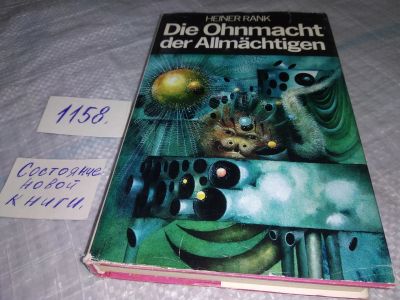 HEINER RANK
Die Ohnmacht
der Allmächtigen
1158.
Состояние
новой
книги.